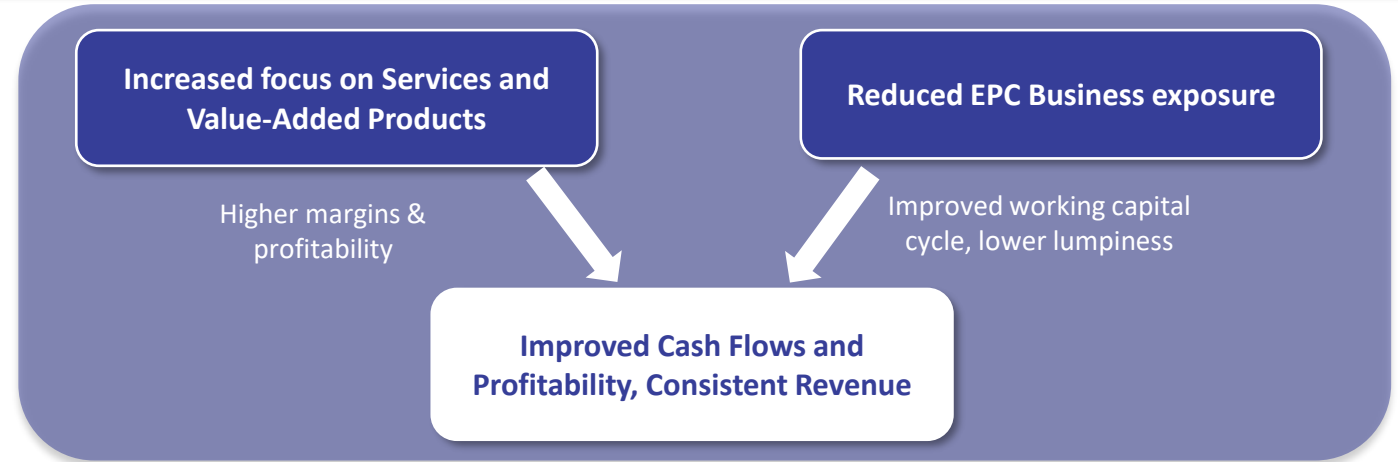 Increased focus on Services and
Value-Added Products
Reduced EPC Business exposure
Higher margins &
profitability
Improved working capital
cycle, lower lumpiness
Improved Cash Flows and
Profitability, Consistent Revenue